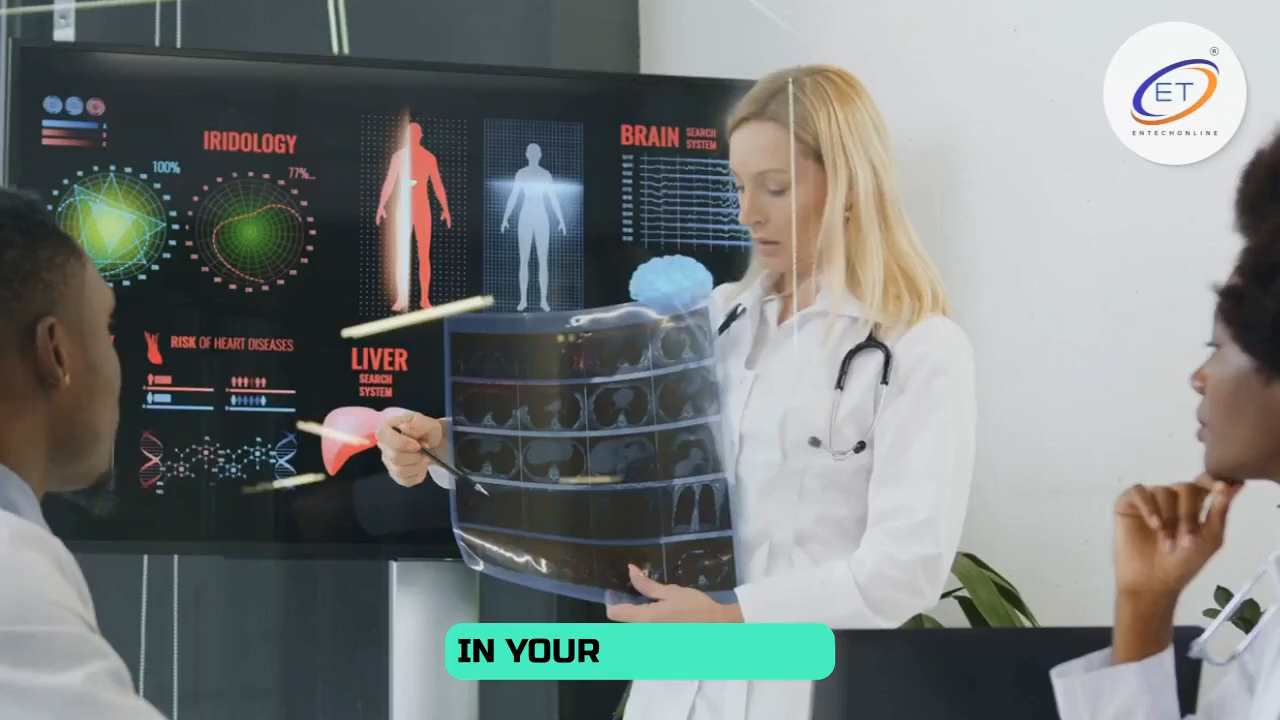 IRIDOLOGY
100%
77%...
BRAIN SEARCH
SYSTEM
RISK OF HEART DISEASES
LIVER
SEARCH
SYSTEM
ET
®
ENTECHONLINE
IN YOUR